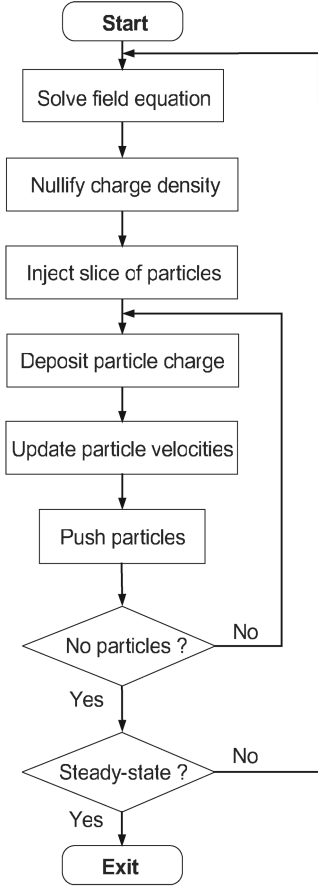 Start
Solve field equation
Nullify charge density
Inject slice of particles
Deposit particle charge
Update particle velocities
Push particles
No particles ?
No
Yes
Steady-state ?
No
Yes
Exit